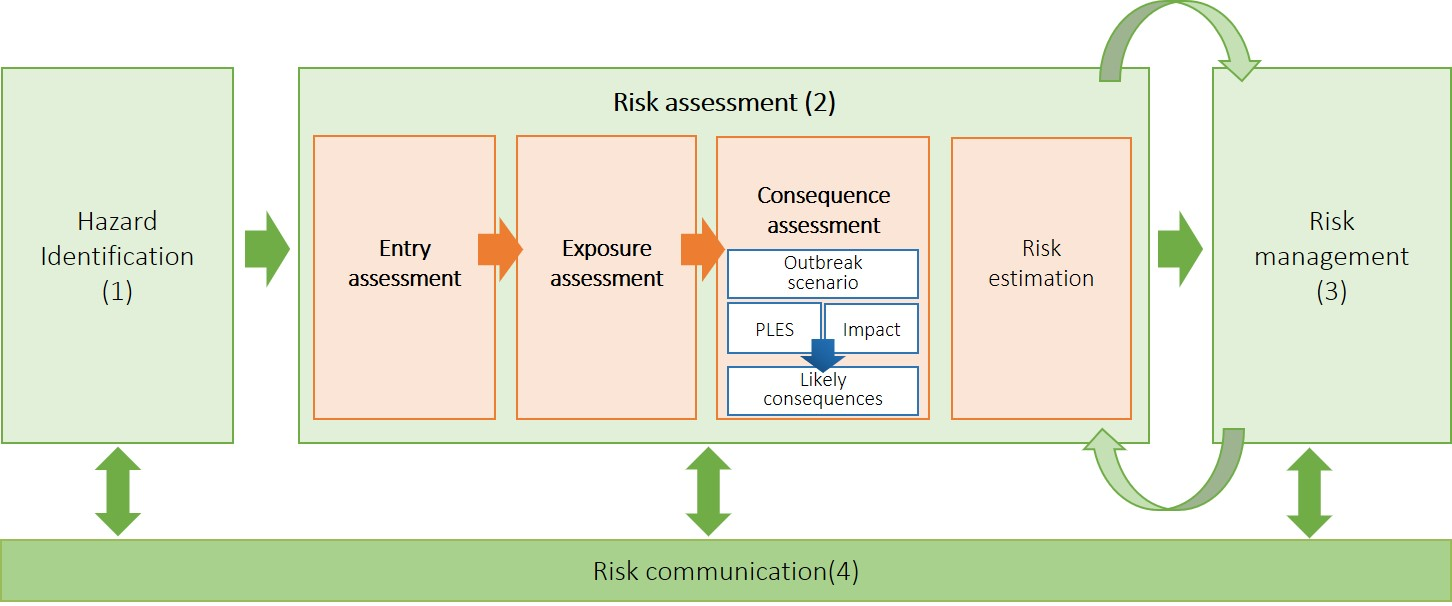 Risk assessment (2)
Hazard
Identification
(1)
Entry
assessment
Exposure
assessment
Consequence
assessment
Outbreak
scenario
PLES
Impact
Likely
consequences
Risk
estimation
Risk
management
(3)
Risk communication(4)